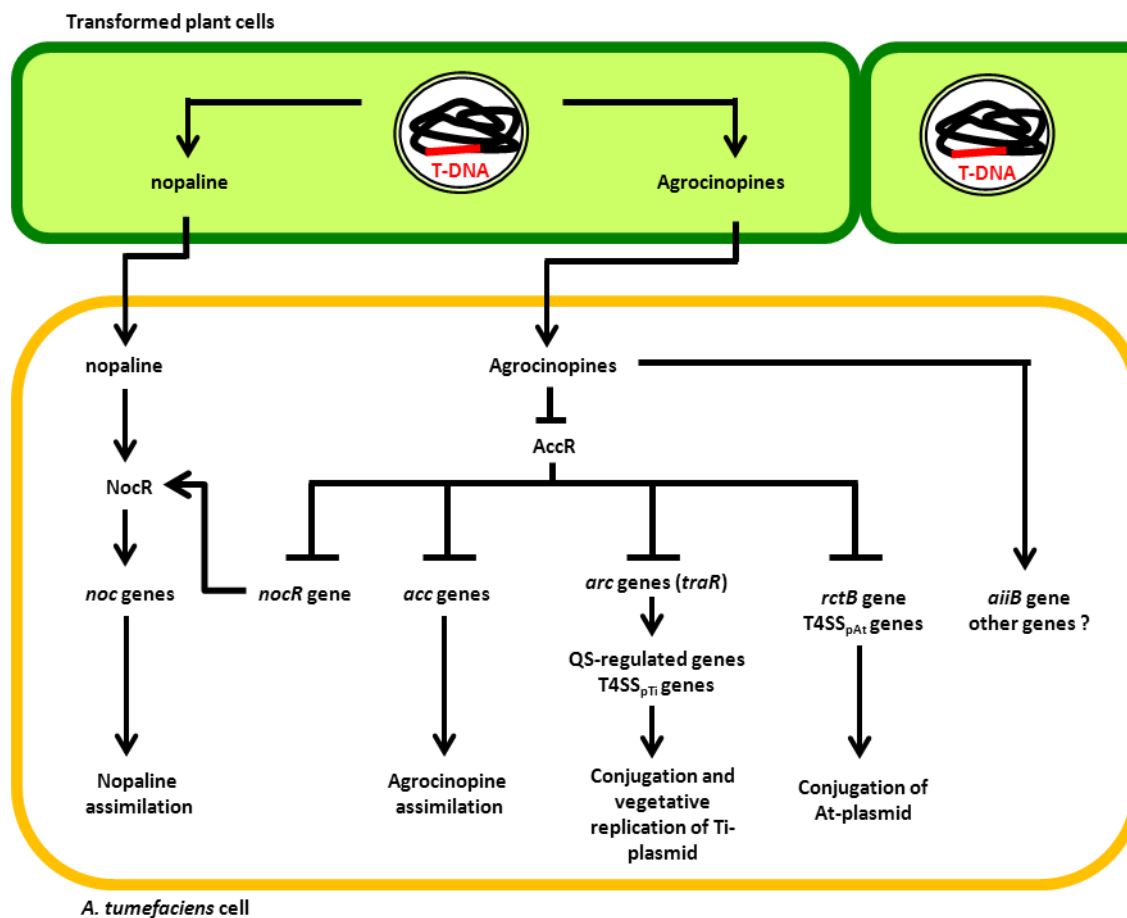 Transformed plant cells
T-DNA
T-DNA
nopaline
Agrocinopines
nopaline
Agrocinopines
AccR
NocR
noc genes
nocR gene
acc genes
arc genes (traR)
rctB gene
T4SSpAt genes
aiiB gene
other genes ?
QS-regulated genes
T4SSpTi genes
Nopaline
assimilation
Agrocinopine
assimilation
Conjugation and
vegetative
replication of Ti-
plasmid
Conjugation of
At-plasmid
A. tumefaciens cell